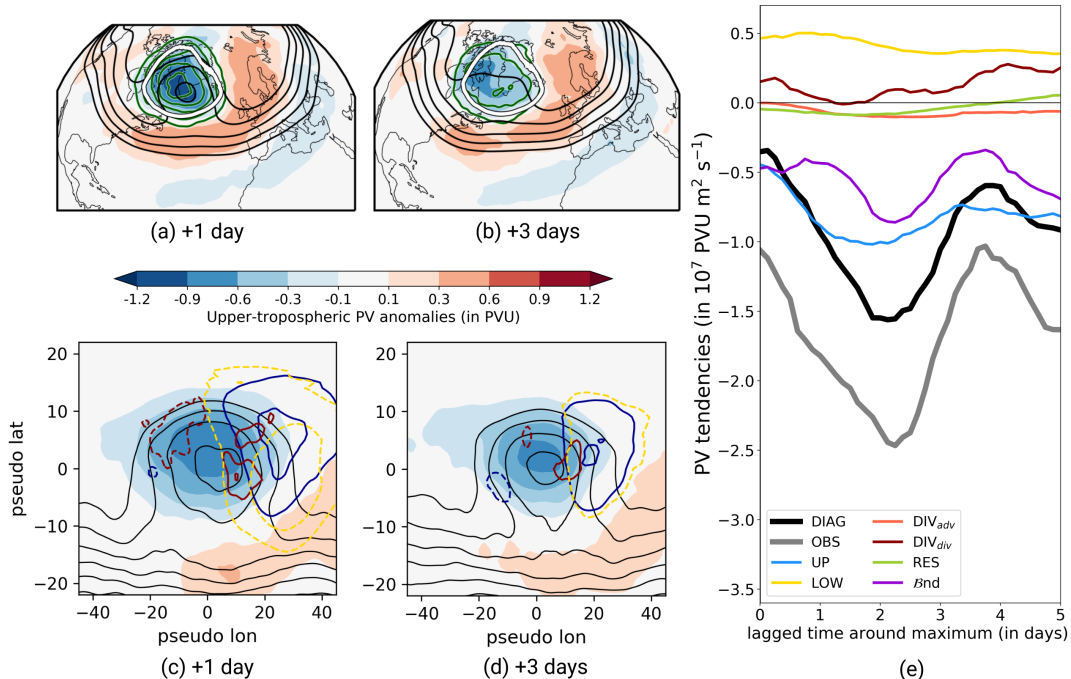 (a) +1 day
(b) +3 days
-1.2 -0.9 -0.6 -0.3 -0.1 0.1 0.3 0.6 0.9 1.2
Upper-tropospheric PV anomalies (in PVU)
pseudo lat
20
10
0
−10
−20
−40 −20 0 20 40
pseudo lon
(c) +1 day
20
10
0
−10
−20
−40 −20 0 20 40
pseudo lon
(d) +3 days
PV tendencies (in 10⁷ PVU m² s⁻¹)
0.5
0.0
−0.5
−1.0
−1.5
−2.0
−2.5
−3.0
−3.5
DIAG
OBS
UP
LOW
DIVadv
DIVdiv
RES
ℬnd
0 1 2 3 4 5
lagged time around maximum (in days)
(e)